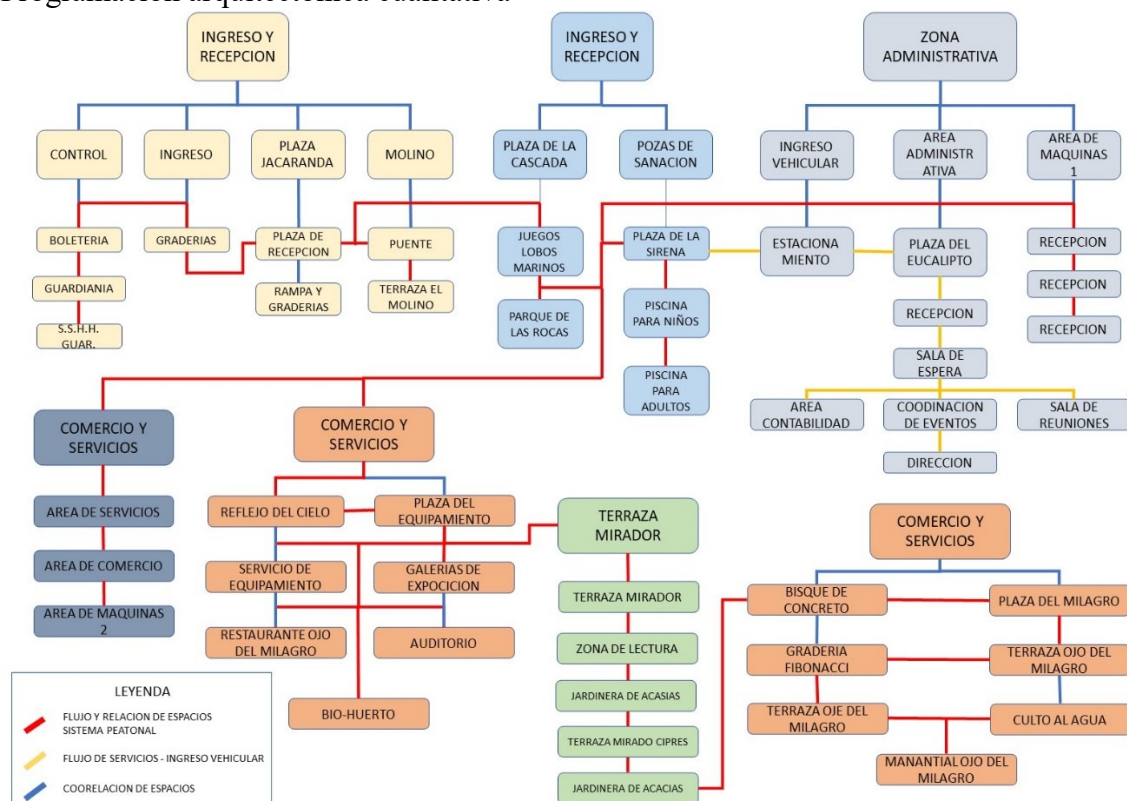 Programación arquitectónica cualitativa
INGRESO Y
RECEPCION
INGRESO Y
RECEPCION
ZONA
ADMINISTRATIVA
CONTROL
INGRESO
PLAZA
JACARANDA
MOLINO
PLAZA DE LA
CASCADA
POZAS DE
SANACION
INGRESO
VEHICULAR
AREA
ADMINISTR
ATIVA
AREA DE
MAQUINAS
1
BOLETERIA
GRADERIAS
PLAZA DE
RECEPCION
PUENTE
JUEGOS
LOBOS
MARINOS
PLAZA DE LA
SIRENA
ESTACIONA
MIENTO
PLAZA DEL
EUCALIPTO
RECEPCION
GUARDIANIA
RAMPA Y
GRADERIAS
TERRAZA EL
MOLINO
PARQUE DE
LAS ROCAS
PISCINA
PARA NIÑOS
RECEPCION
RECEPCION
S.S.H.H.
GUAR.
RECEPCION
SALA DE
ESPERA
PISCINA
PARA
ADULTOS
AREA
CONTABILIDAD
COODINACION
DE EVENTOS
SALA DE
REUNIONES
DIRECCION
COMERCIO Y
SERVICIOS
COMERCIO Y
SERVICIOS
AREA DE SERVICIOS
AREA DE COMERCIO
AREA DE MAQUINAS
2
REFLEJO DEL CIELO
PLAZA DEL
EQUIPAMIENTO
SERVICIO DE
EQUIPAMIENTO
GALERIAS DE
EXPOCICION
RESTAURANTE OJO
DEL MILAGRO
AUDITORIO
BIO-HUERTO
TERRAZA
MIRADOR
TERRAZA MIRADOR
ZONA DE LECTURA
JARDINERA DE ACASIAS
TERRAZA MIRADO CIPRES
JARDINERA DE ACACIAS
COMERCIO Y
SERVICIOS
BISQUE DE
CONCRETO
PLAZA DEL MILAGRO
GRADERIA
FIBONACCI
TERRAZA OJO DEL
MILAGRO
TERRAZA OJE DEL
MILAGRO
CULTO AL AGUA
MANANTIAL OJO DEL
MILAGRO
LEYENDA
FLUJO Y RELACION DE ESPACIOS
SISTEMA PEATONAL
FLUJO DE SERVICIOS - INGRESO VEHICULAR
COORELACION DE ESPACIOS